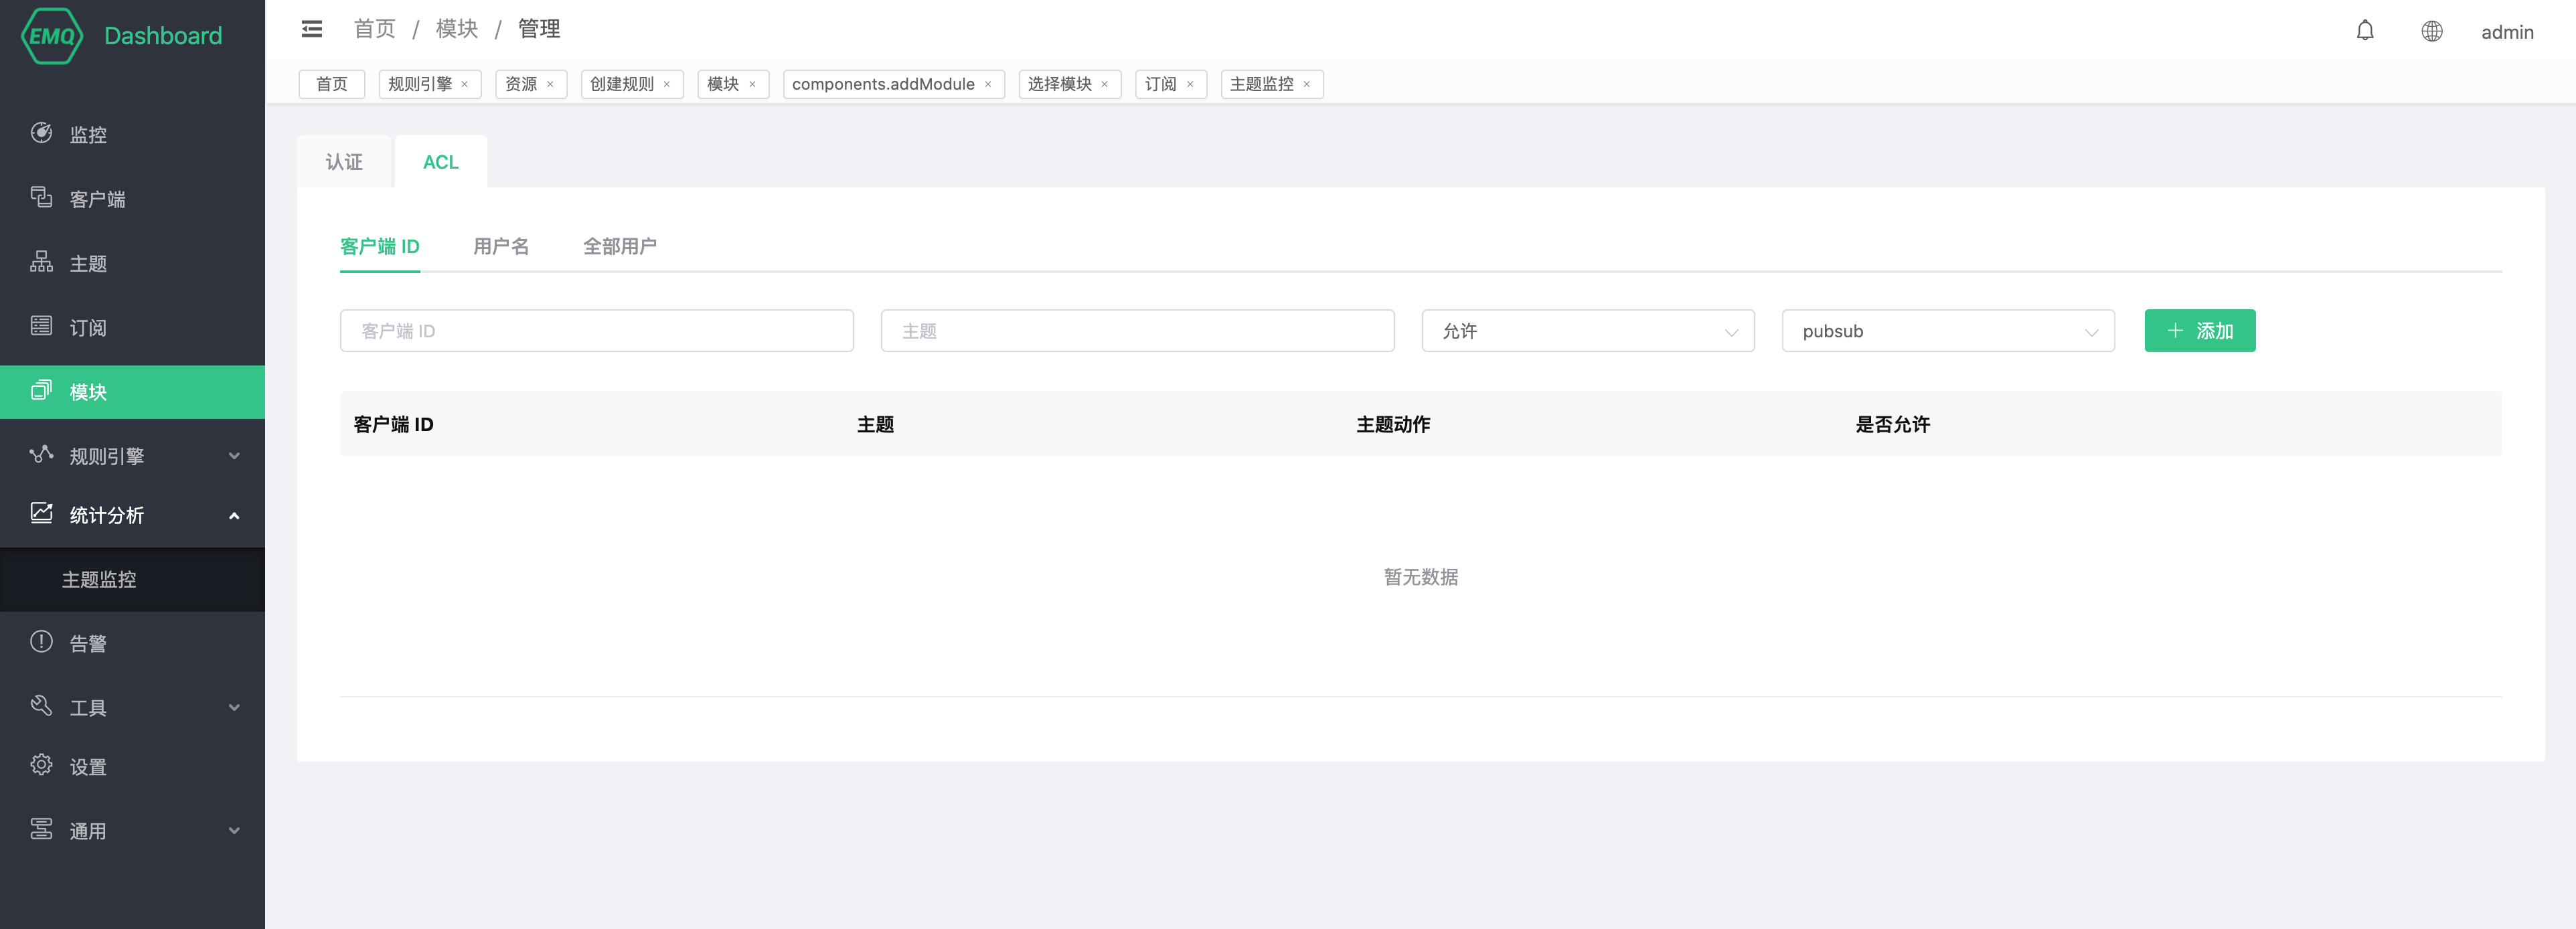 EMQ Dashboard
监控
客户端
主题
订阅
模块
规则引擎
统计分析
主题监控
告警
工具
设置
通用
首页 / 模块 / 管理
admin
首页 规则引擎 × 资源 × 创建规则 × 模块 × components.addModule × 选择模块 × 订阅 × 主题监控 ×
认证 ACL
客户端 ID 用户名 全部用户
客户端 ID 主题 允许 pubsub + 添加
客户端 ID 主题 主题动作 是否允许
暂无数据